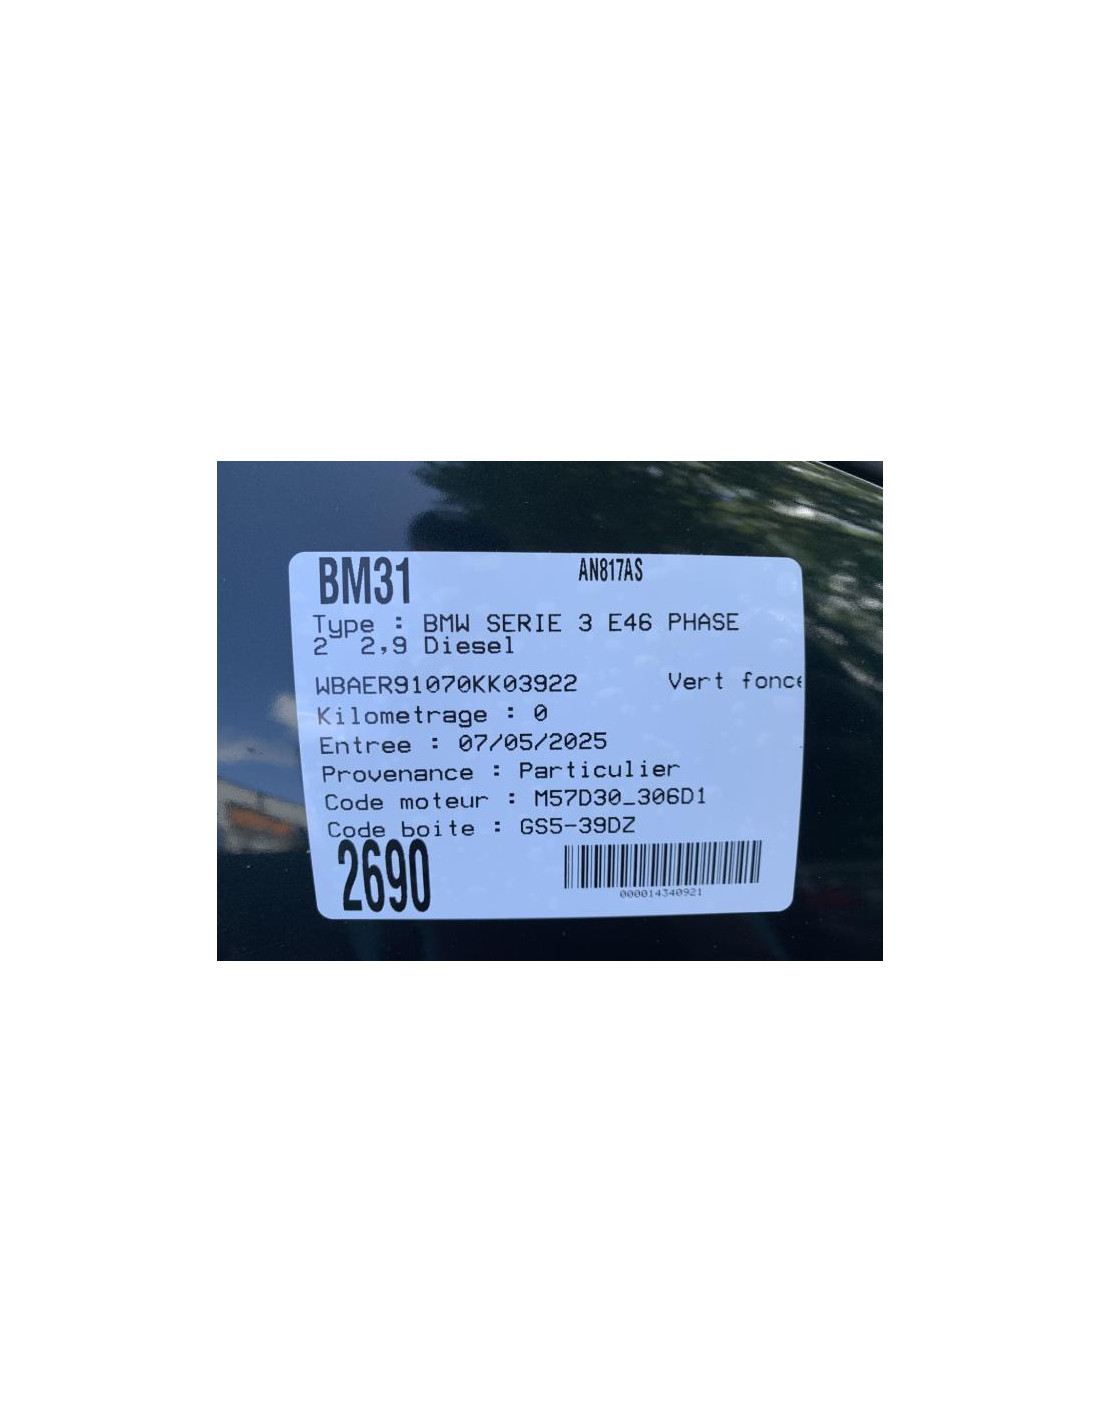 BM31 AN817AS
Type : BMW SERIE 3 E46 PHASE
2 2,9 Diesel
WBAER91070KK03922 Vert fonce
Kilometrage : 0
Entree : 07/05/2025
Provenance : Particulier
Code moteur : M57D30_306D1
Code boite : GS5-39DZ
2690
000014340921